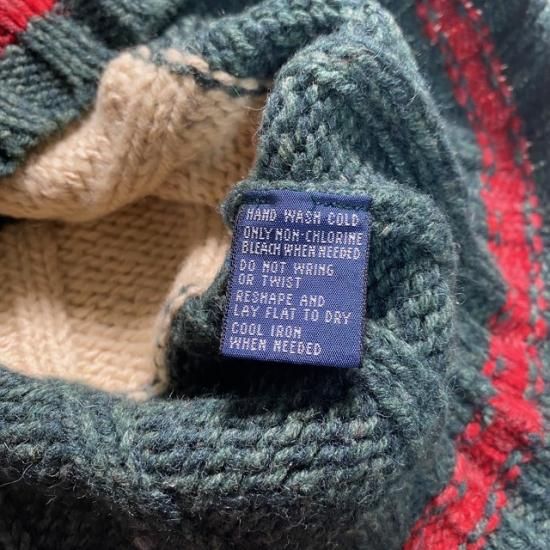 HAND WASH COLD
ONLY NON-CHLORINE
BLEACH WHEN NEEDED
DO NOT WRING
OR TWIST
RESHAPE AND
LAY FLAT TO DRY
COOL IRON
WHEN NEEDED